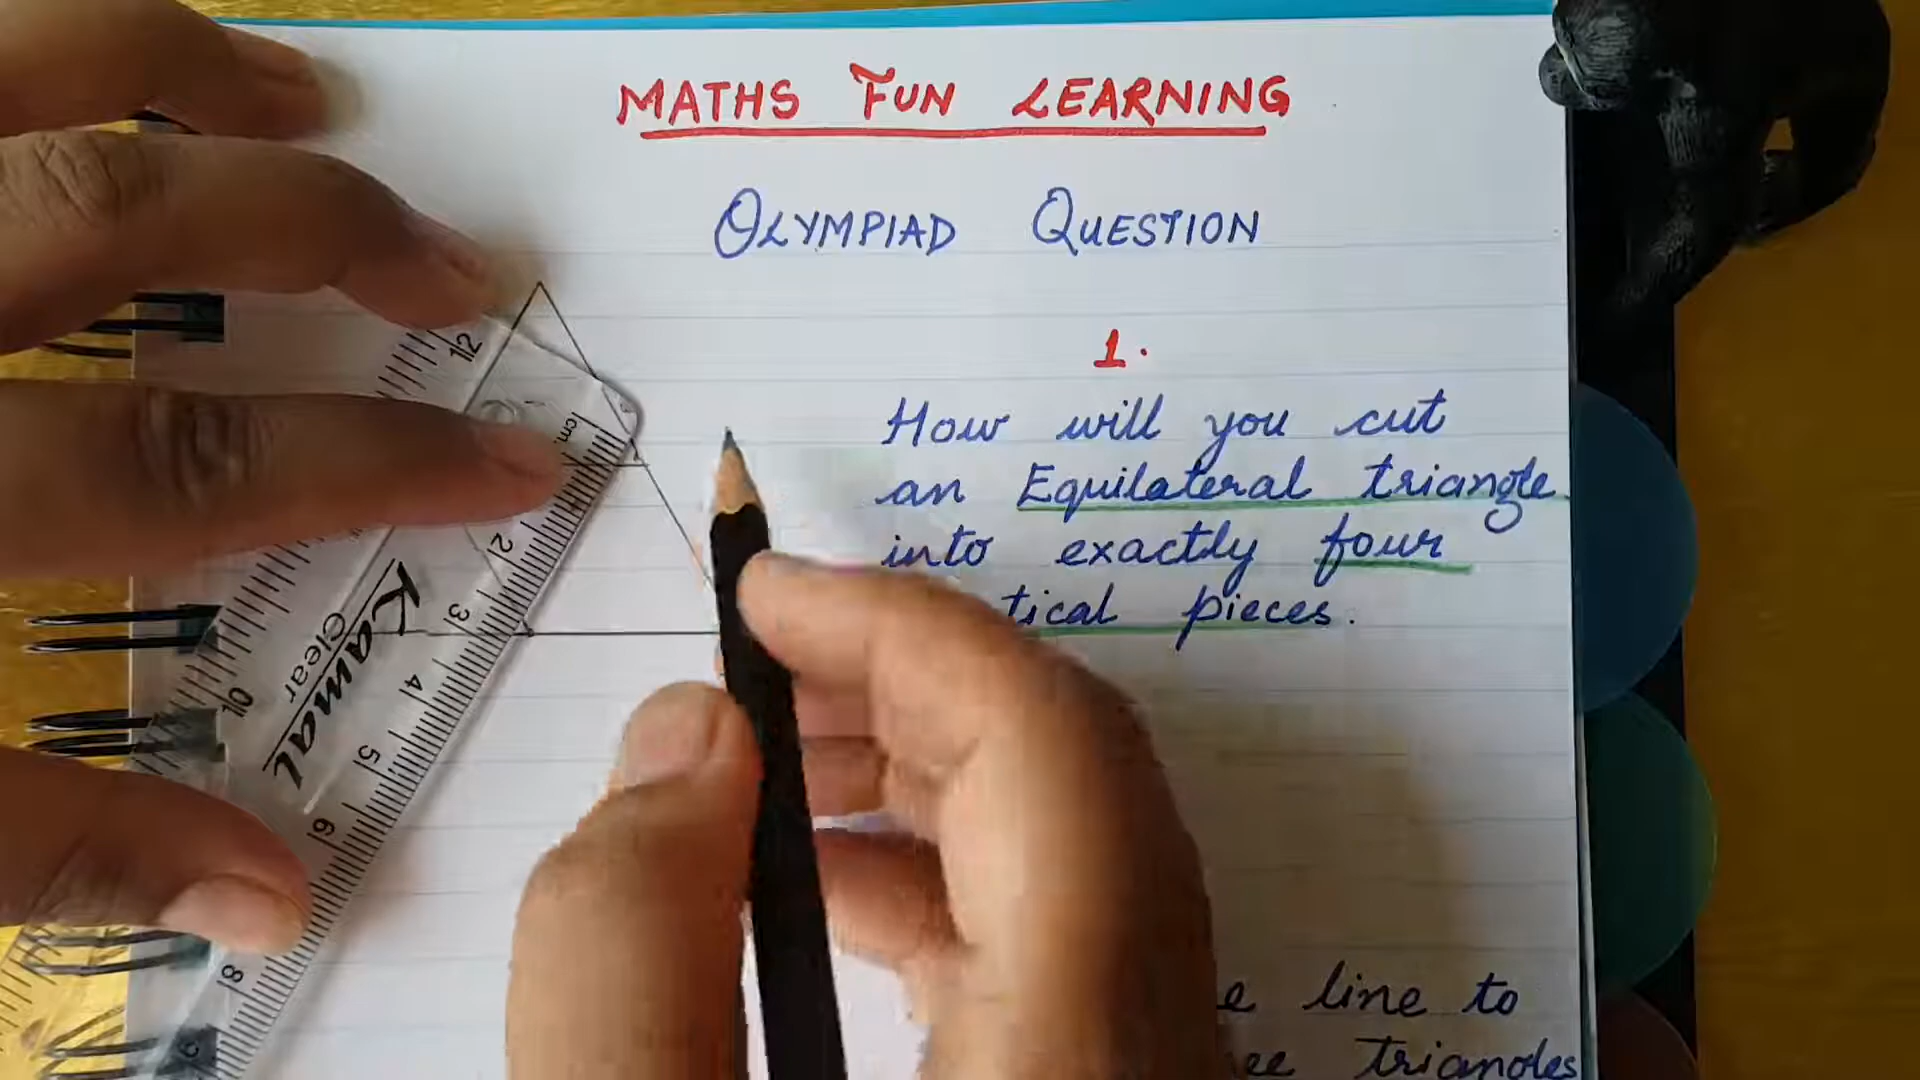 MATHS FUN LEARNING
OLYMPIAD QUESTION
1.
How will you cut
an Equilateral triangle
into exactly four
tical pieces.
line to
triangles
12
cm
2
3
4
5
6
8
9
10
Kamal
Clear